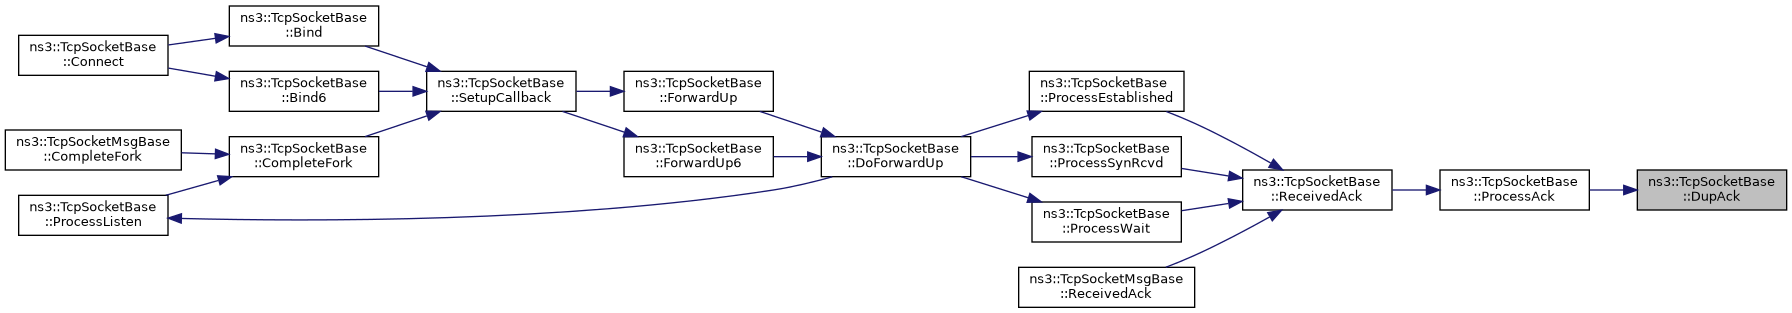 ns3::TcpSocketBase
::Connect
ns3::TcpSocketBase
::Bind
ns3::TcpSocketBase
::Bind6
ns3::TcpSocketMsgBase
::CompleteFork
ns3::TcpSocketBase
::CompleteFork
ns3::TcpSocketBase
::ProcessListen
ns3::TcpSocketBase
::SetupCallback
ns3::TcpSocketBase
::ForwardUp
ns3::TcpSocketBase
::ForwardUp6
ns3::TcpSocketBase
::DoForwardUp
ns3::TcpSocketBase
::ProcessEstablished
ns3::TcpSocketBase
::ProcessSynRcvd
ns3::TcpSocketBase
::ProcessWait
ns3::TcpSocketMsgBase
::ReceivedAck
ns3::TcpSocketBase
::ReceivedAck
ns3::TcpSocketBase
::ProcessAck
ns3::TcpSocketBase
::DupAck